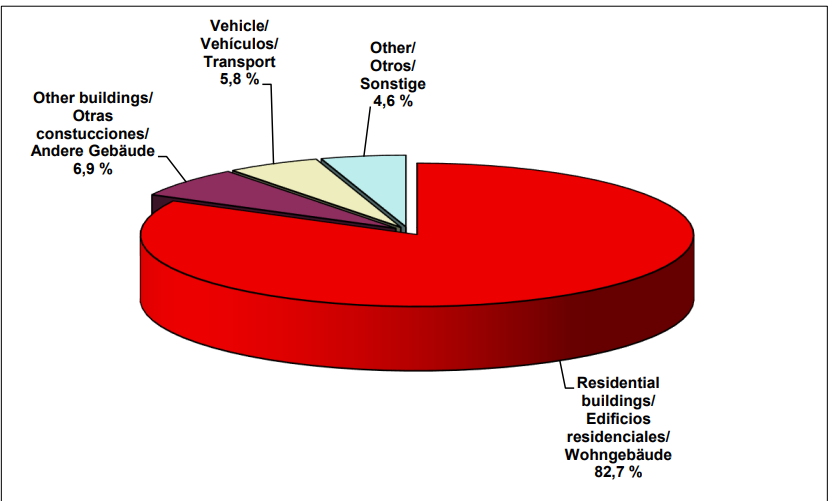 Vehicle/
Vehículos/
Transport
5,8 %
Other/
Otros/
Sonstige
4,6 %
Other buildings/
Otras
constucciones/
Andere Gebäude
6,9 %
Residential
buildings/
Edificios
residenciales/
Wohngebäude
82,7 %